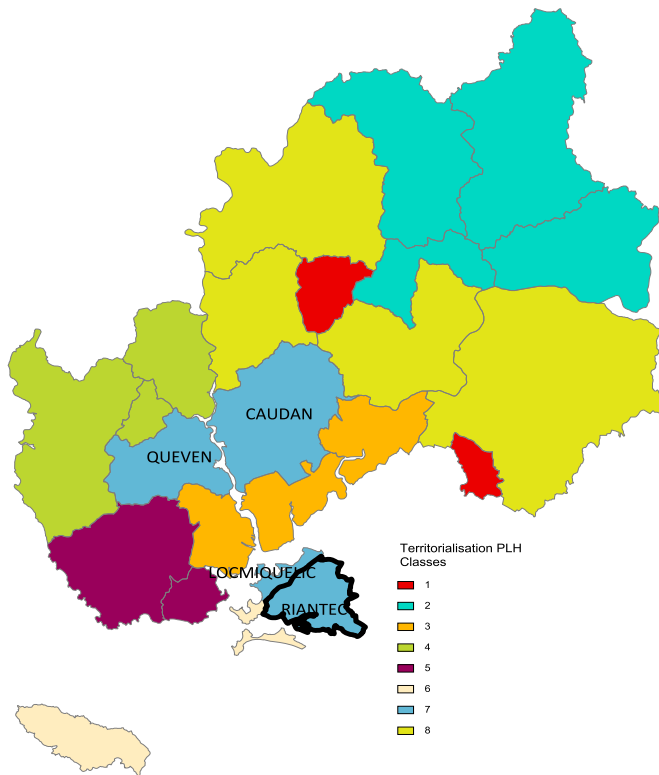 CAUDAN
QUEVEN
LOCMIQUELIC
RIANTEC
Territorialisation PLH
Classes
1
2
3
4
5
6
7
8